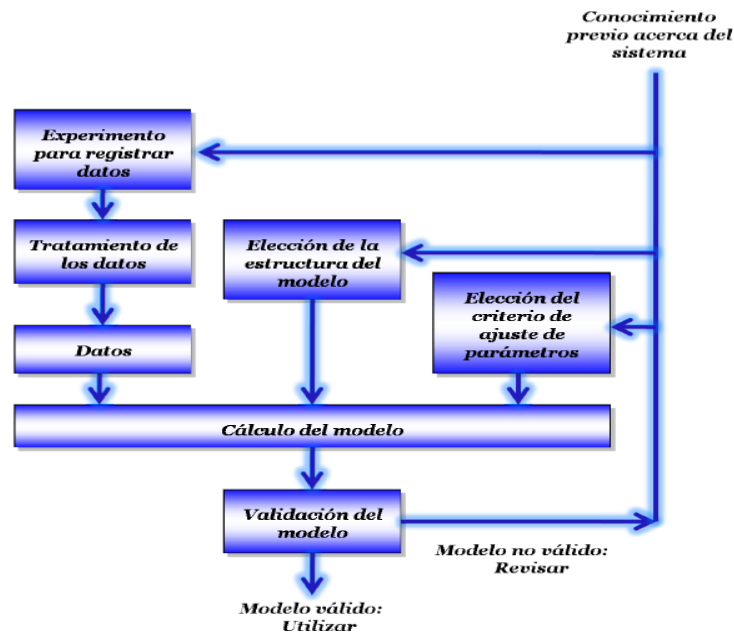 Conocimiento
previo acerca del
sistema
Experimento
para registrar
datos
Tratamiento de
los datos
Elección de la
estructura del
modelo
Elección del
criterio de
ajuste de
parámetros
Datos
Cálculo del modelo
Validación del
modelo
Modelo no válido:
Revisar
Modelo válido:
Utilizar